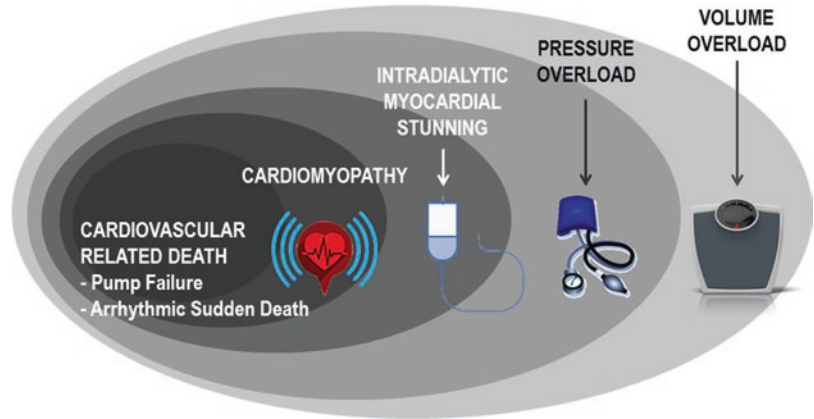 VOLUME
OVERLOAD
PRESSURE
OVERLOAD
INTRADIALYTIC
MYOCARDIAL
STUNNING
CARDIOMYOPATHY
CARDIOVASCULAR
RELATED DEATH
- Pump Failure
- Arrhythmic Sudden Death